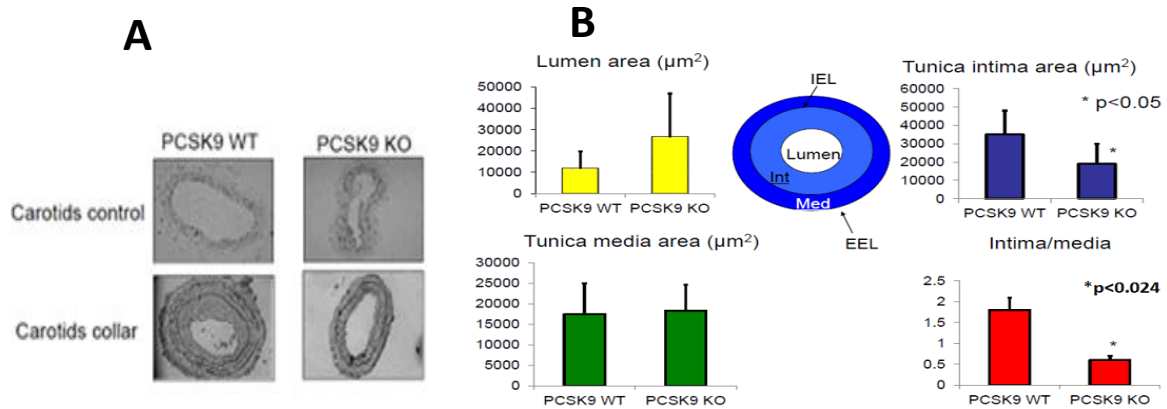 A
PCSK9 WT
PCSK9 KO
Carotids control
Carotids collar
B
Lumen area (µm²)
50000
40000
30000
20000
10000
0
PCSK9 WT
PCSK9 KO
IEL
Lumen
Int
Med
EEL
Tunica intima area (µm²)
* p<0.05
60000
50000
40000
30000
20000
10000
0
*
PCSK9 WT
PCSK9 KO
Tunica media area (µm²)
30000
25000
20000
15000
10000
5000
0
PCSK9 WT
PCSK9 KO
Intima/media
*p<0.024
2.5
2
1.5
1
0.5
0
*
PCSK9 WT
PCSK9 KO